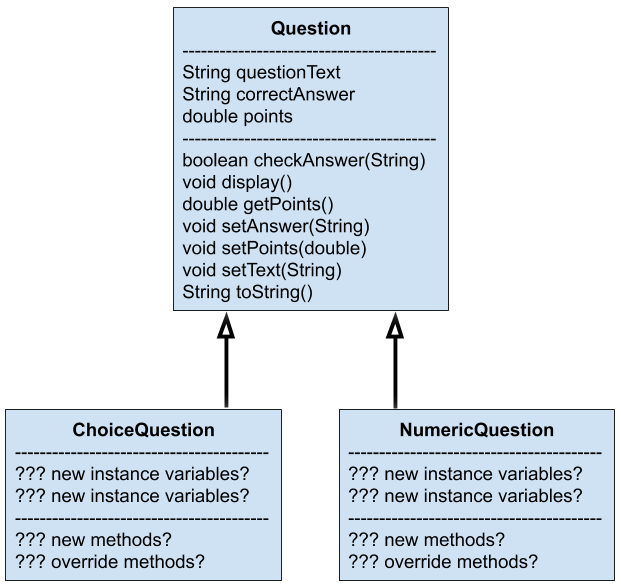 Question
-----------------------------------------
String questionText
String correctAnswer
double points
-----------------------------------------
boolean checkAnswer(String)
void display()
double getPoints()
void setAnswer(String)
void setPoints(double)
void setText(String)
String toString()
ChoiceQuestion
-----------------------------------------
??? new instance variables?
??? new instance variables?
-----------------------------------------
??? new methods?
??? override methods?
NumericQuestion
-----------------------------------------
??? new instance variables?
??? new instance variables?
-----------------------------------------
??? new methods?
??? override methods?